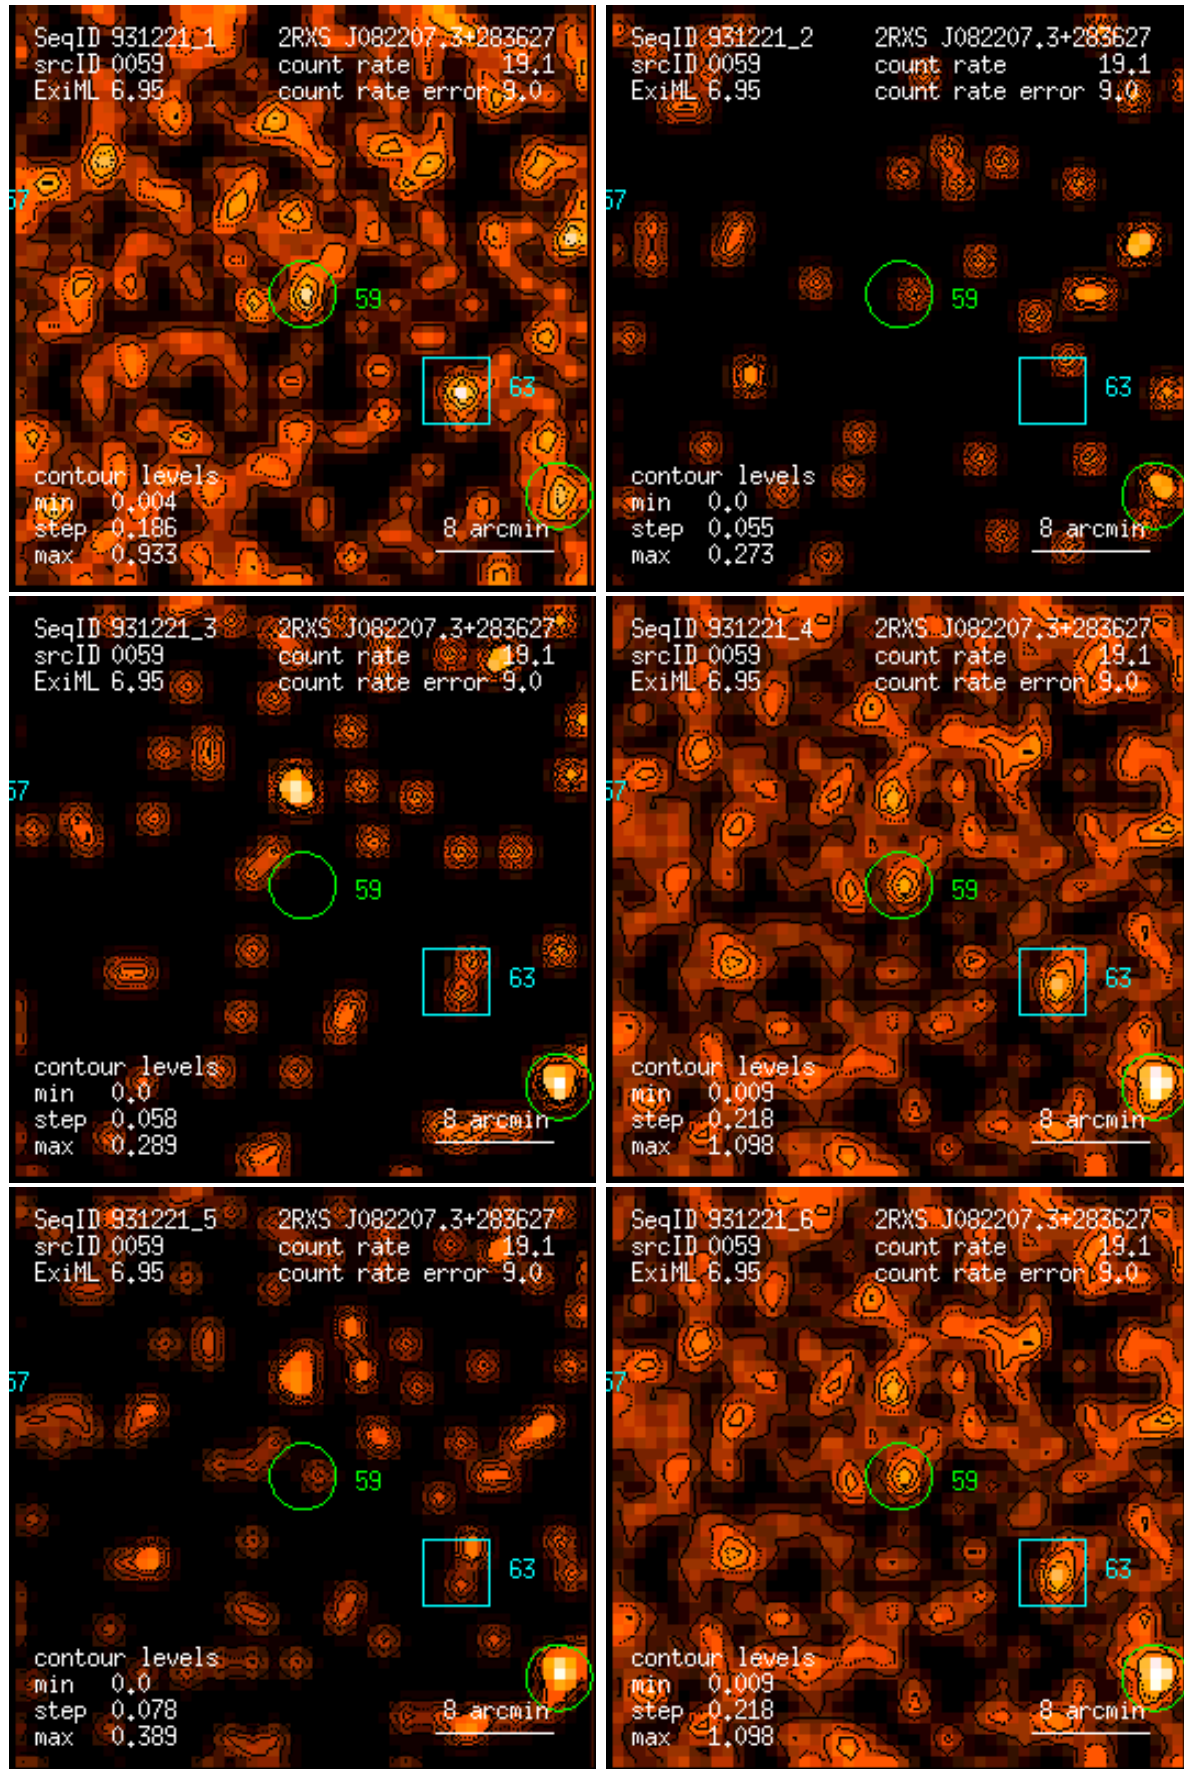 SeqID 931221_1 2RXS J082207.3+283627
srcID 0059 count rate 19.1
ExiML 6.95 count rate error 9.0
57
59
63
contour levels
min 0.004
step 0.186 8 arcmin
max 0.933
SeqID 931221_2 2RXS J082207.3+283627
srcID 0059 count rate 19.1
ExiML 6.95 count rate error 9.0
57
59
63
contour levels
min 0.0
step 0.055 8 arcmin
max 0.273
SeqID 931221_3 2RXS J082207.3+283627
srcID 0059 count rate 19.1
ExiML 6.95 count rate error 9.0
57
59
63
contour levels
min 0.0
step 0.058 8 arcmin
max 0.289
SeqID 931221_4 2RXS J082207.3+283627
srcID 0059 count rate 19.1
ExiML 6.95 count rate error 9.0
57
59
63
contour levels
min 0.009
step 0.218 8 arcmin
max 1.098
SeqID 931221_5 2RXS J082207.3+283627
srcID 0059 count rate 19.1
ExiML 6.95 count rate error 9.0
57
59
63
contour levels
min 0.0
step 0.078 8 arcmin
max 0.389
SeqID 931221_6 2RXS J082207.3+283627
srcID 0059 count rate 19.1
ExiML 6.95 count rate error 9.0
57
59
63
contour levels
min 0.009
step 0.218 8 arcmin
max 1.098